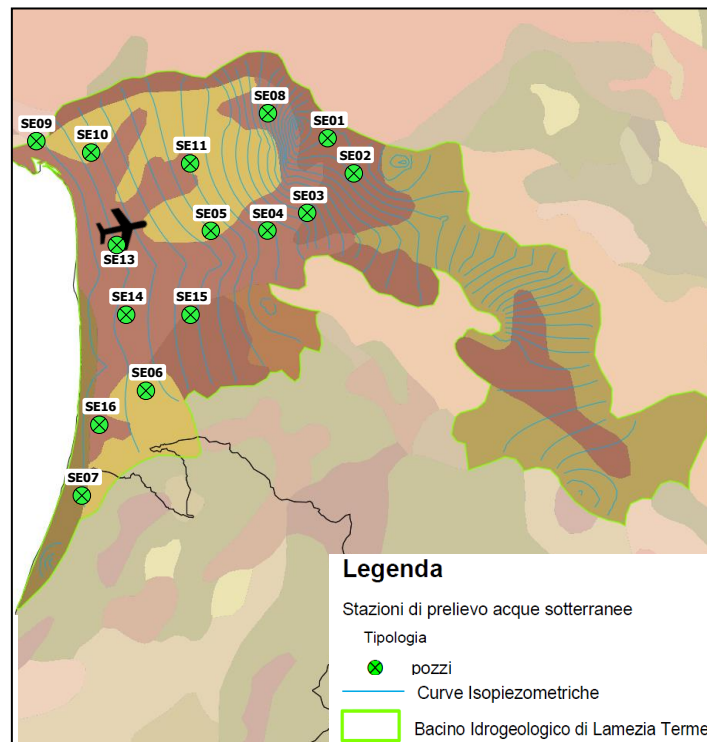 SE08
SE09
SE01
SE10
SE11
SE02
SE03
SE05
SE04
SE13
SE14
SE15
SE06
SE16
SE07
Legenda
Stazioni di prelievo acque sotterranee
Tipologia
pozzi
Curve Isopiezometriche
Bacino Idrogeologico di Lamezia Terme